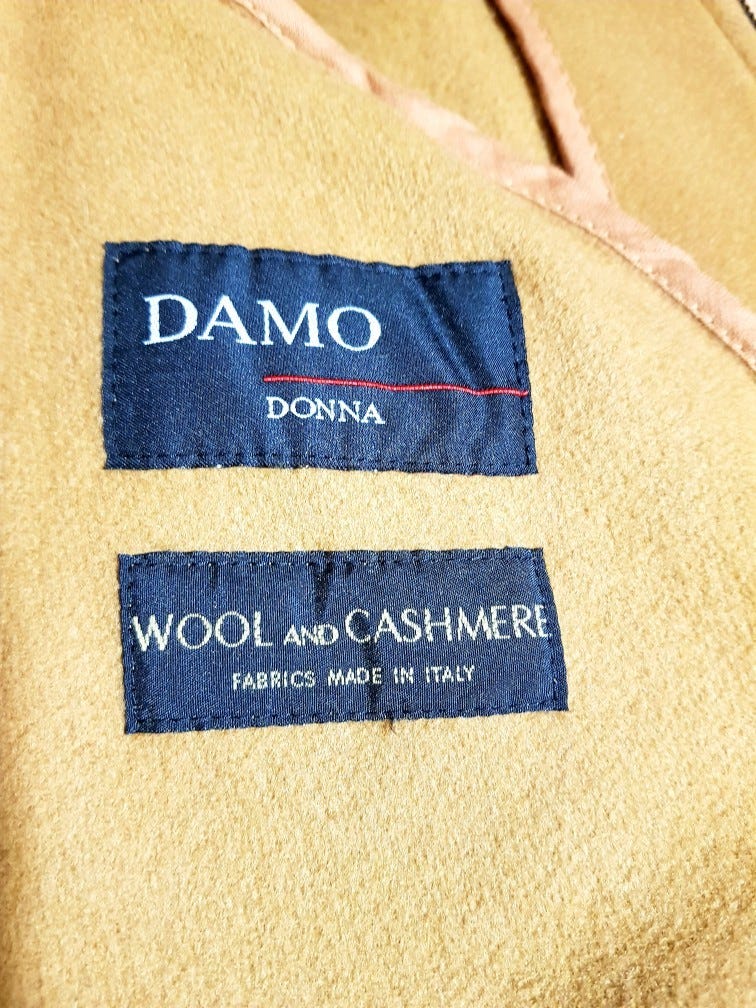 DAMO
DONNA
WOOL AND CASHMERE
FABRICS MADE IN ITALY